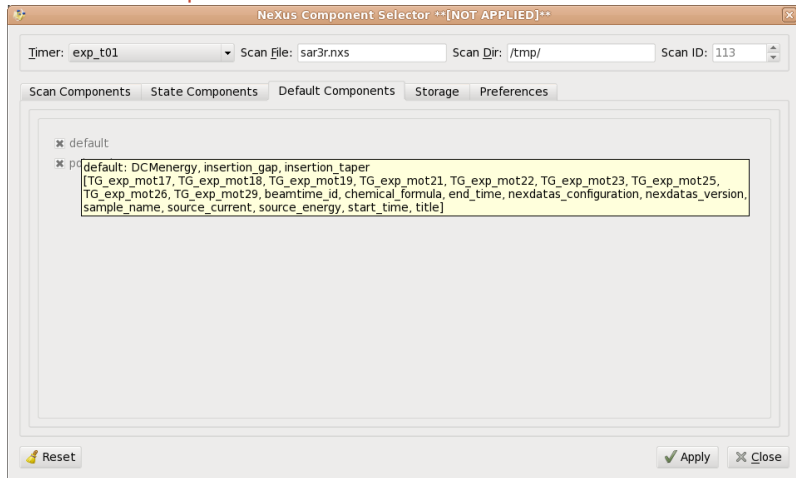 NeXus Component Selector **[NOT APPLIED]**
Timer: exp_t01 Scan File: sar3r.nxs Scan Dir: /tmp/ Scan ID: 113
Scan Components State Components Default Components Storage Preferences
default
default: DCMenergy, insertion_gap, insertion_taper
[TG_exp_mot17, TG_exp_mot18, TG_exp_mot19, TG_exp_mot21, TG_exp_mot22, TG_exp_mot23, TG_exp_mot25,
TG_exp_mot26, TG_exp_mot29, beamtime_id, chemical_formula, end_time, nexdatas_configuration, nexdatas_version,
sample_name, source_current, source_energy, start_time, title]
Reset Apply Close